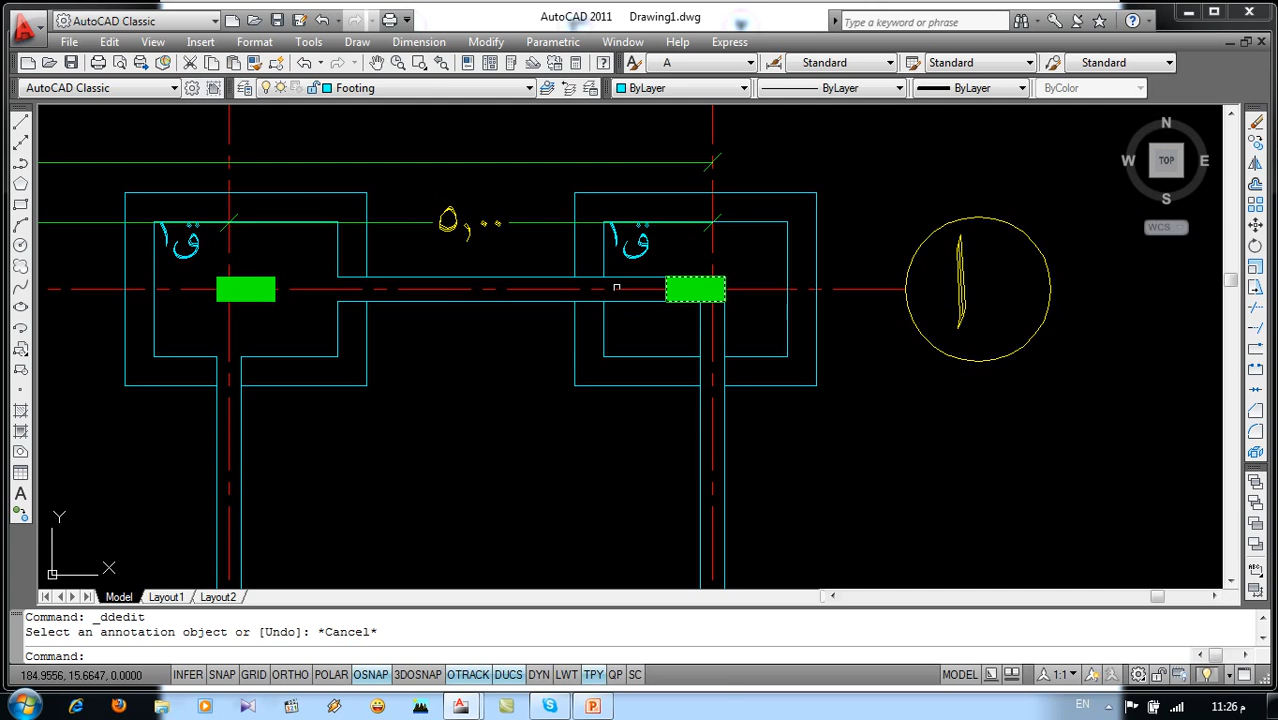 AutoCAD Classic
AutoCAD 2011 Drawing1.dwg
Type a keyword or phrase
File Edit View Insert Format Tools Draw Dimension Modify Parametric Window Help Express
A Standard Standard Standard
AutoCAD Classic Footing ByLayer ByLayer ByLayer ByColor
N
W TOP E
S
WCS
ق١ ٥,٠٠ ق١
١
Y
X
Model Layout1 Layout2
Command: _ddedit
Select an annotation object or [Undo]: *Cancel*
Command:
184.9556, 15.6647, 0.0000 INFER SNAP GRID ORTHO POLAR OSNAP 3DOSNAP OTRACK DUCS DYN LWT TPY QP SC MODEL 1:1
EN 11:26 م